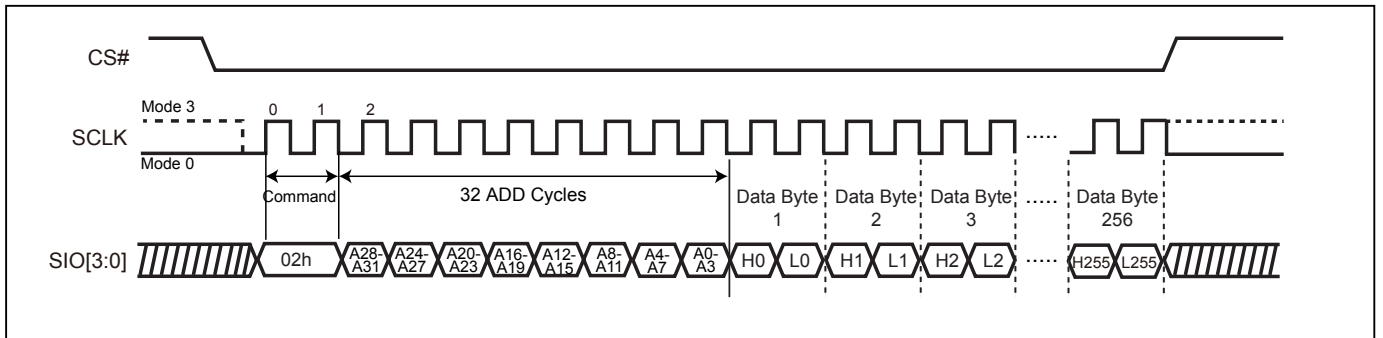 CS#
Mode 3
0 1 2
SCLK
.....
Mode 0
Command
32 ADD Cycles
Data Byte
1
Data Byte
2
Data Byte
3
.....
Data Byte
256
SIO[3:0]
02h
A28-
A31
A24-
A27
A20-
A23
A16-
A19
A12-
A15
A8-
A11
A4-
A7
A0-
A3
H0
L0
H1
L1
H2
L2
.....
H255
L255